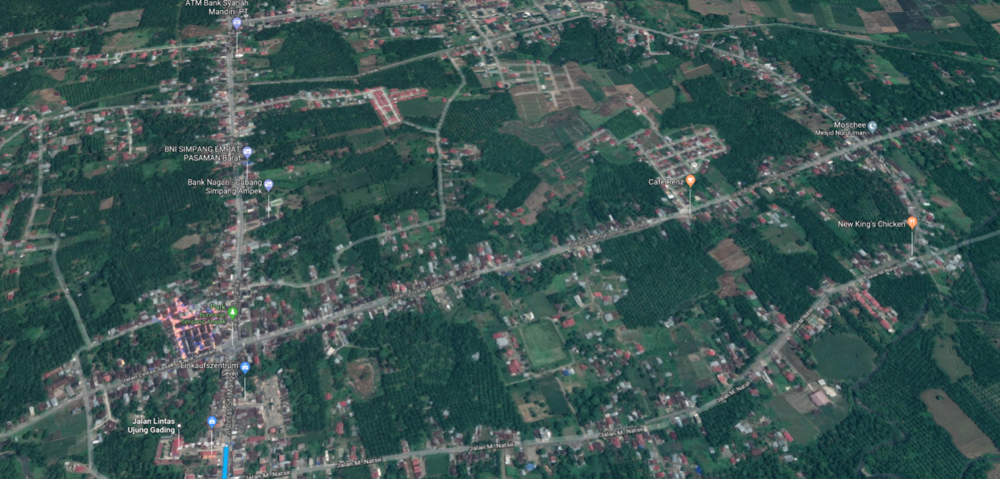 ATM Bank Syariah
Mandiri. PT
Moschee
Mesjid Nurul Iman
BNI SIMPANG EMPAT
PASAMAN Barat
Bank Nagari - Cabang
Simpang Ampek
Cafe Renz
New King's Chicken
Park
Bundaran
Simpang Ampek
Einkaufszentrum
Seven
Jalan Lintas
Ujung Gading
Jalan M. Natsir
Jalan M. Natsir
Jalan M. Natsir
Jalan M. Natsir